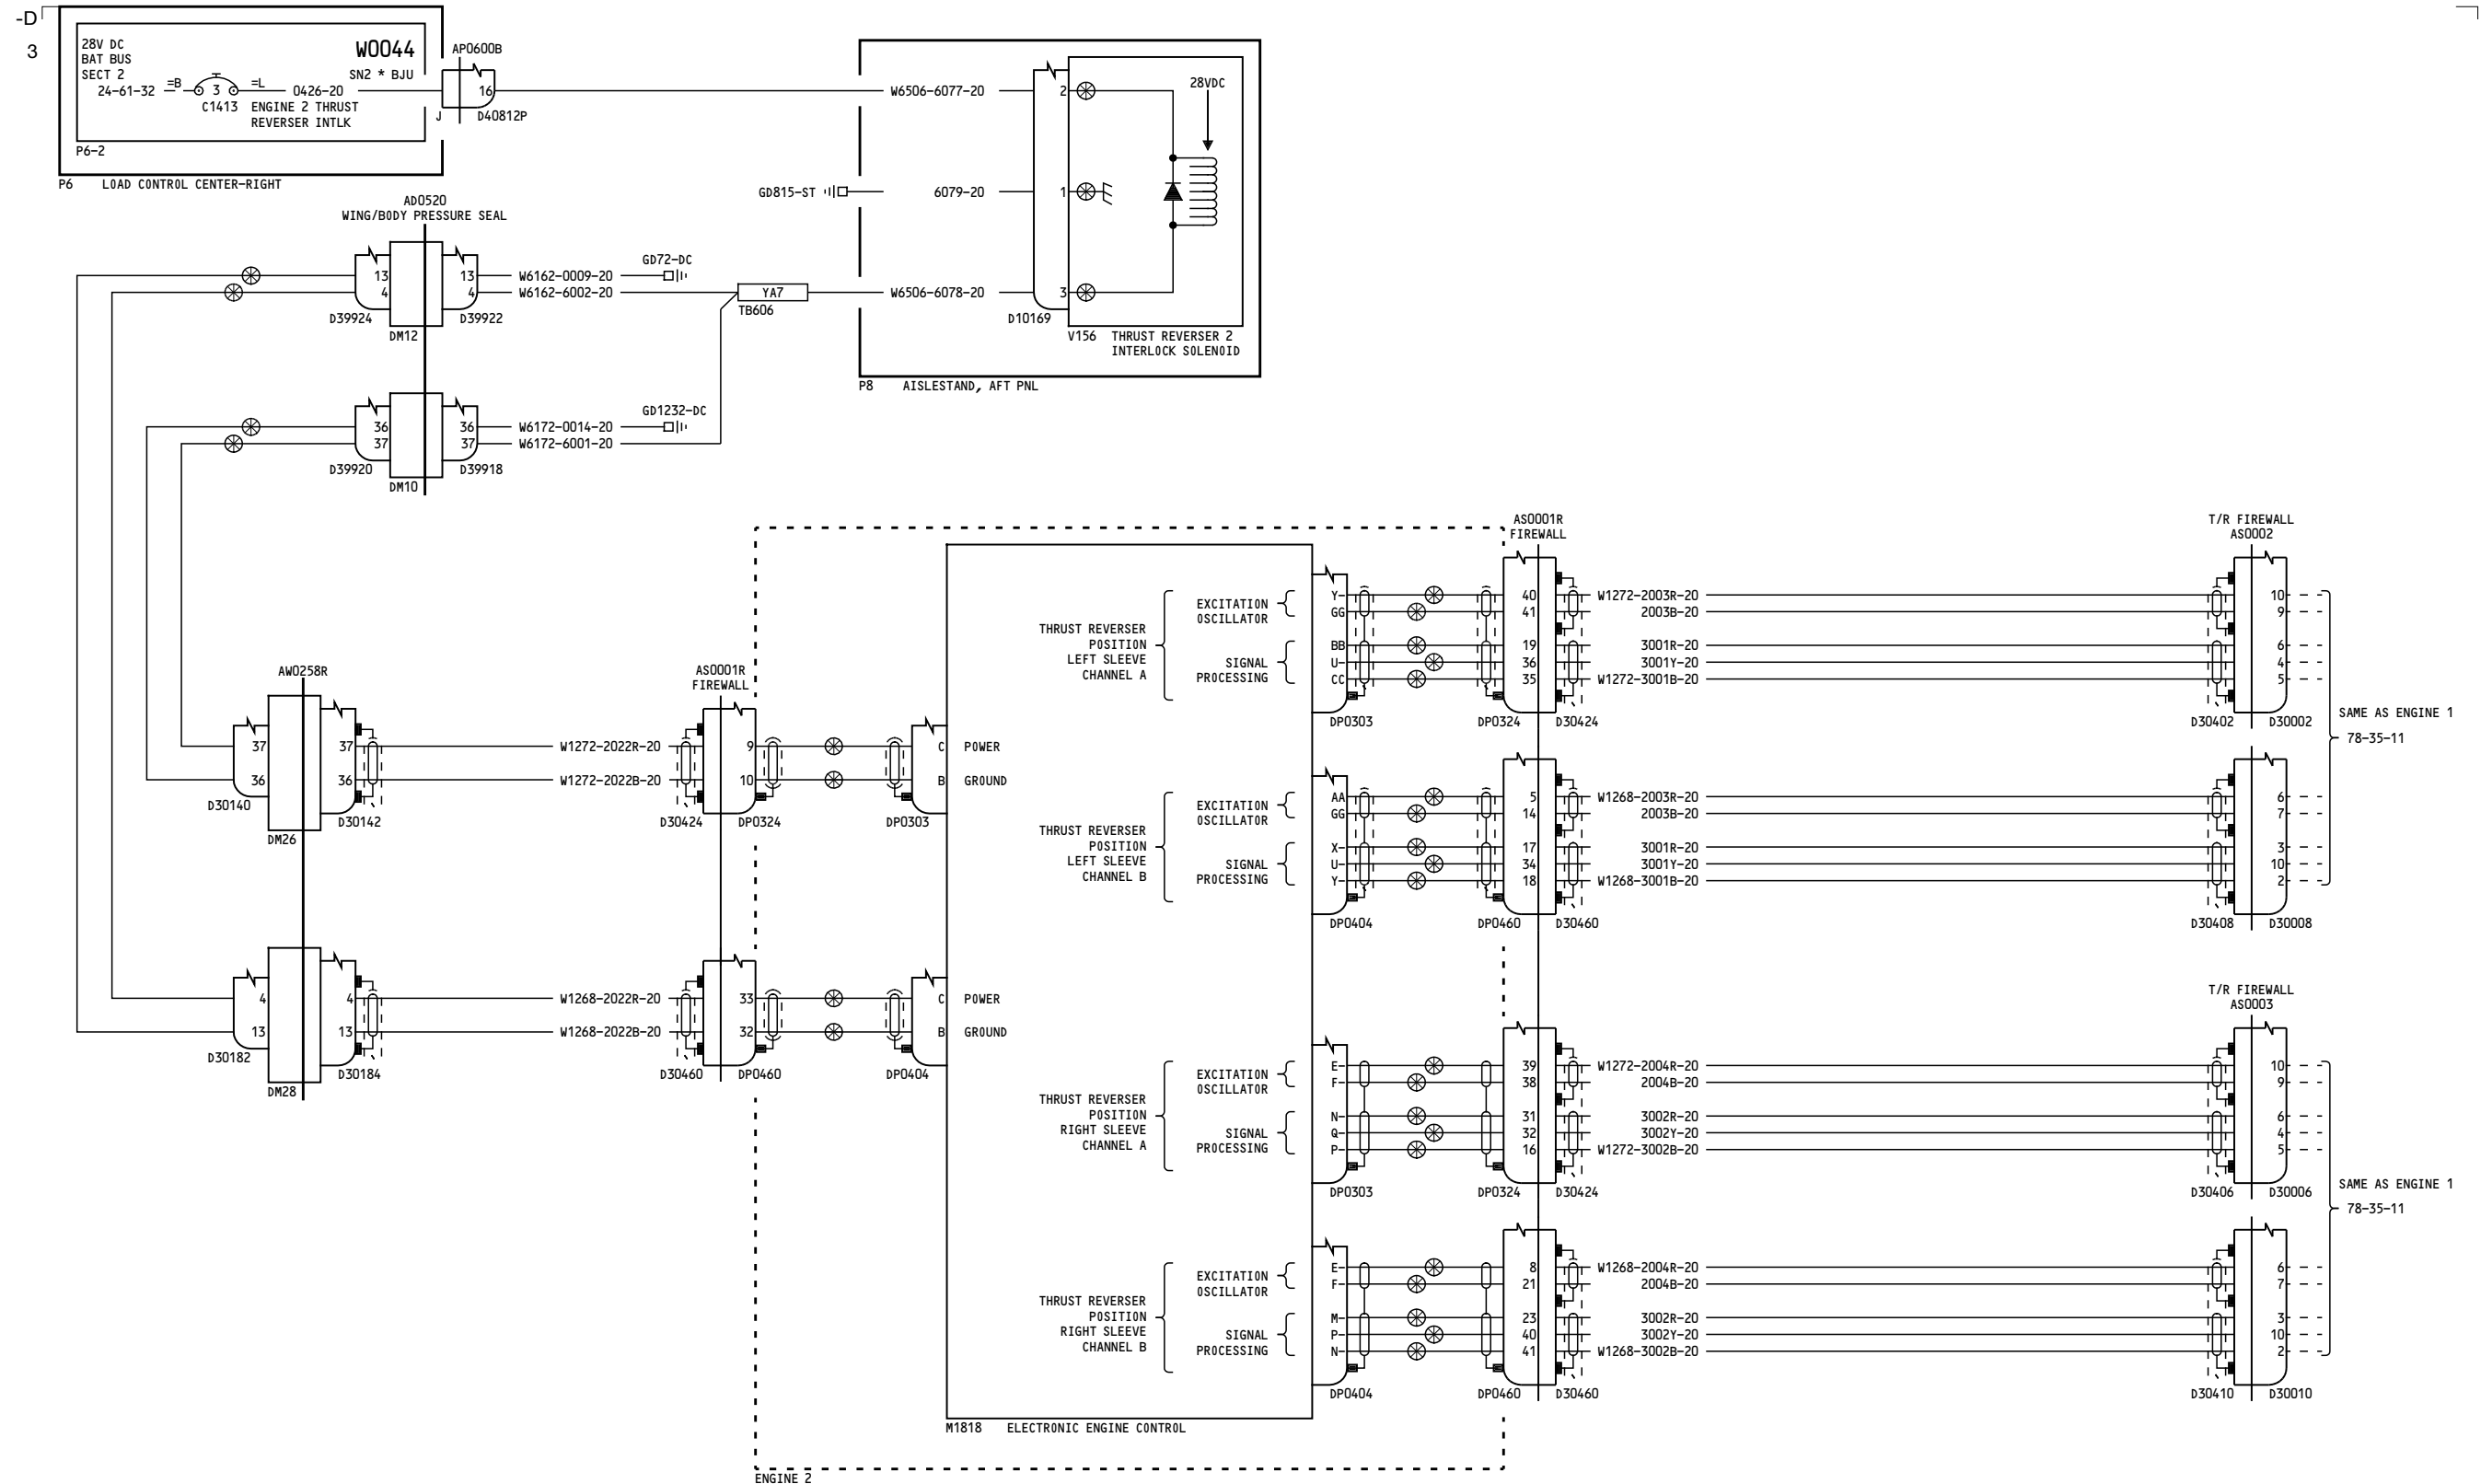 -D
3
28V DC
BAT BUS
SECT 2
24-61-32
=B
3
=L
C1413
ENGINE 2 THRUST
REVERSER INTLK
0426-20
W0044
SN2 * BJU
P6-2
P6 LOAD CONTROL CENTER-RIGHT
AP0600B
16
J
D40812P
W6506-6077-20
2
28VDC
GD815-ST
6079-20
1
W6506-6078-20
3
D10169
V156 THRUST REVERSER 2
INTERLOCK SOLENOID
P8 AISLESTAND, AFT PNL
AD0520
WING/BODY PRESSURE SEAL
13 13 W6162-0009-20 GD72-DC
4 4 W6162-6002-20
YA7
TB606
D39924 D39922
DM12
36 36 W6172-0014-20 GD1232-DC
37 37 W6172-6001-20
D39920 D39918
DM10
AW0258R
37 37 W1272-2022R-20
36 36 W1272-2022B-20
D30140 D30142
DM26
AS0001R
FIREWALL
9 C POWER
10 B GROUND
D30424 DP0324 DP0303
4 4 W1268-2022R-20
13 13 W1268-2022B-20
D30182 D30184
DM28
33 C POWER
32 B GROUND
D30460 DP0460 DP0404
AS0001R
FIREWALL
T/R FIREWALL
AS0002
THRUST REVERSER
POSITION
LEFT SLEEVE
CHANNEL A
EXCITATION
OSCILLATOR
SIGNAL
PROCESSING
Y- 40 W1272-2003R-20 10
GG 41 2003B-20 9
BB 19 3001R-20 6
U- 36 3001Y-20 4
CC 35 W1272-3001B-20 5
DP0303 DP0324 D30424 D30402 D30002
SAME AS ENGINE 1
78-35-11
THRUST REVERSER
POSITION
LEFT SLEEVE
CHANNEL B
EXCITATION
OSCILLATOR
SIGNAL
PROCESSING
AA 5 W1268-2003R-20 6
GG 14 2003B-20 7
X- 17 3001R-20 3
U- 34 3001Y-20 10
Y- 18 W1268-3001B-20 2
DP0404 DP0460 D30460 D30408 D30008
T/R FIREWALL
AS0003
THRUST REVERSER
POSITION
RIGHT SLEEVE
CHANNEL A
EXCITATION
OSCILLATOR
SIGNAL
PROCESSING
E- 39 W1272-2004R-20 10
F- 38 2004B-20 9
N- 31 3002R-20 6
Q- 32 3002Y-20 4
P- 16 W1272-3002B-20 5
DP0303 DP0324 D30424 D30406 D30006
SAME AS ENGINE 1
78-35-11
THRUST REVERSER
POSITION
RIGHT SLEEVE
CHANNEL B
EXCITATION
OSCILLATOR
SIGNAL
PROCESSING
E- 8 W1268-2004R-20 6
F- 21 2004B-20 7
M- 23 3002R-20 3
P- 40 3002Y-20 10
N- 41 W1268-3002B-20 2
DP0404 DP0460 D30460 D30410 D30010
M1818 ELECTRONIC ENGINE CONTROL
ENGINE 2